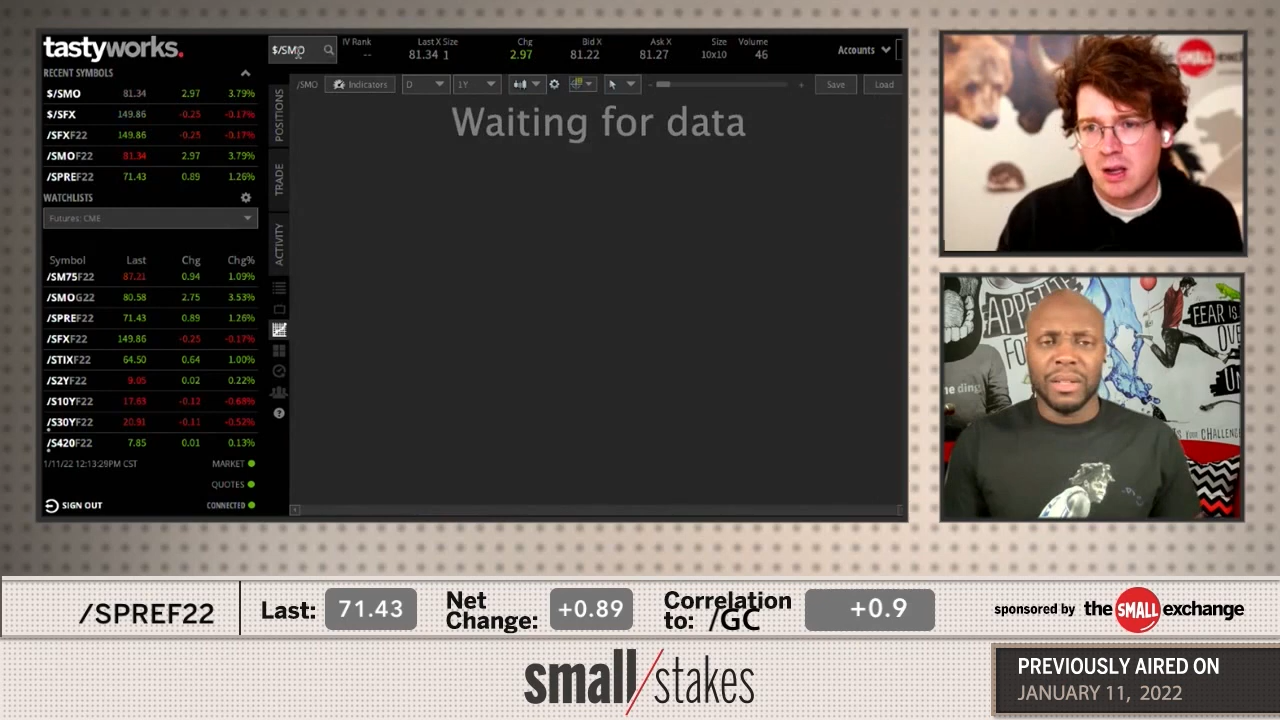 tastyworks.
RECENT SYMBOLS
$/SMO 81.34 2.97 3.79%
$/SFX 149.86 -0.25 -0.17%
/SFXF22 149.86 -0.25 -0.17%
/SMOF22 81.34 2.97 3.79%
/SPREF22 71.43 0.89 1.26%
WATCHLISTS
Futures: CME
Symbol Last Chg Chg%
/SM75F22 87.21 0.94 1.09%
/SMOG22 80.58 2.75 3.53%
/SPREF22 71.43 0.89 1.26%
/SFXF22 149.86 -0.25 -0.17%
/STIXF22 64.50 0.64 1.00%
/S2YF22 9.05 0.02 0.22%
/S10YF22 17.63 -0.12 -0.68%
/S30YF22 20.91 -0.11 -0.52%
/S420F22 7.85 0.01 0.13%
1/11/22 12:13:29PM CST MARKET
QUOTES
SIGN OUT CONNECTED
$/SMO
IV Rank Last X Size Chg Bid X Ask X Size Volume Accounts
-- 81.34 1 2.97 81.22 81.27 10x10 46
/SMO Indicators D 1Y - + Save Load
POSITIONS
TRADE
ACTIVITY
Waiting for data
SMALL
APPETITE
FO
the ding
FEAR IS
OVER
UN
YOUR CHALLENGE
/SPREF22
Last: 71.43
Net
Change: +0.89
Correlation
to: /GC +0.9
sponsored by the SMALL exchange
small/stakes
PREVIOUSLY AIRED ON
JANUARY 11, 2022